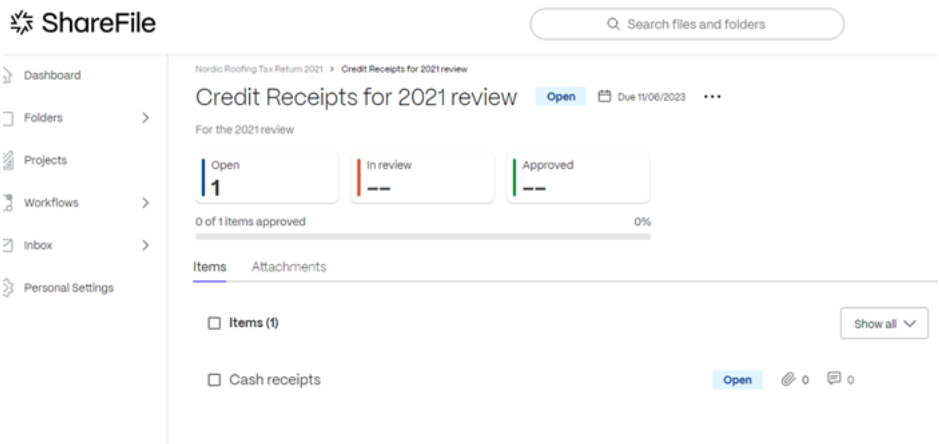 ShareFile
Search files and folders
Dashboard
Folders
Projects
Workflows
Inbox
Personal Settings
Nordic Roofing Tax Return 2021 > Credit Receipts for 2021 review
Credit Receipts for 2021 review Open Due 11/06/2023 •••
For the 2021 review
Open In review Approved
1 -- --
0 of 1 items approved 0%
Items Attachments
Items (1) Show all
Cash receipts Open 0 0